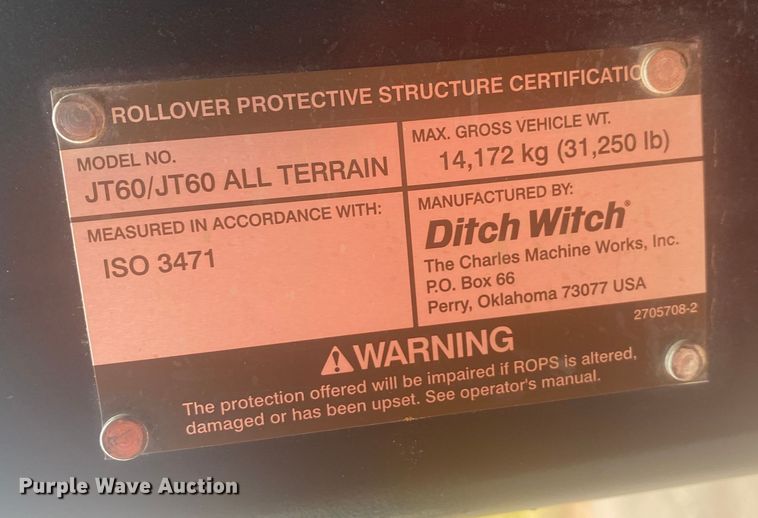 ROLLOVER PROTECTIVE STRUCTURE CERTIFICATIO
MODEL NO.
JT60/JT60 ALL TERRAIN
MAX. GROSS VEHICLE WT.
14,172 kg (31,250 lb)
MEASURED IN ACCORDANCE WITH:
ISO 3471
MANUFACTURED BY:
Ditch Witch®
The Charles Machine Works, Inc.
P.O. Box 66
Perry, Oklahoma 73077 USA
2705708-2
WARNING
The protection offered will be impaired if ROPS is altered,
damaged or has been upset. See operator's manual.
Purple Wave Auction